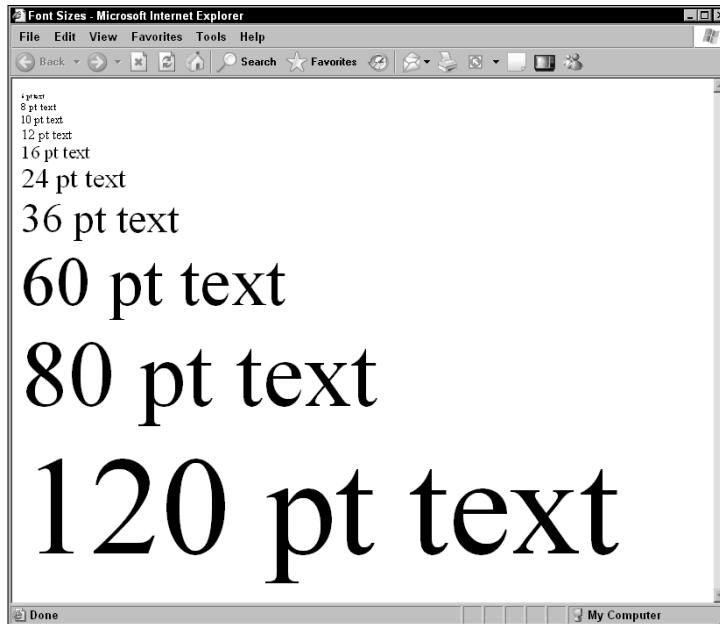 Font Sizes - Microsoft Internet Explorer
File Edit View Favorites Tools Help
Back Search Favorites
pt text
8 pt text
10 pt text
12 pt text
16 pt text
24 pt text
36 pt text
60 pt text
80 pt text
120 pt text
Done My Computer